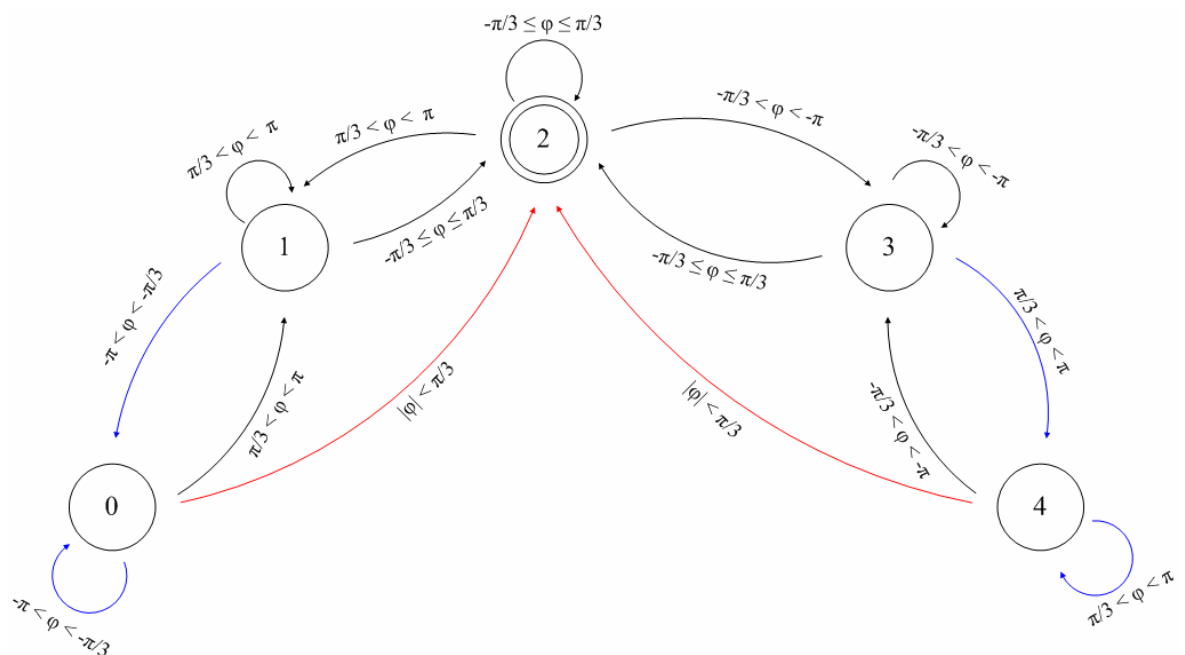 -π/3 ≤ φ ≤ π/3
π/3 < φ < π
2
-π/3 < φ < -π
π/3 < φ < π
-π/3 < φ < -π
1
-π/3 ≤ φ ≤ π/3
-π/3 ≤ φ ≤ π/3
3
-π < φ < -π/3
π/3 < φ < π
π/3 < φ < π
|φ| < π/3
|φ| < π/3
-π/3 < φ < -π
0
4
-π < φ < -π/3
π/3 < φ < π